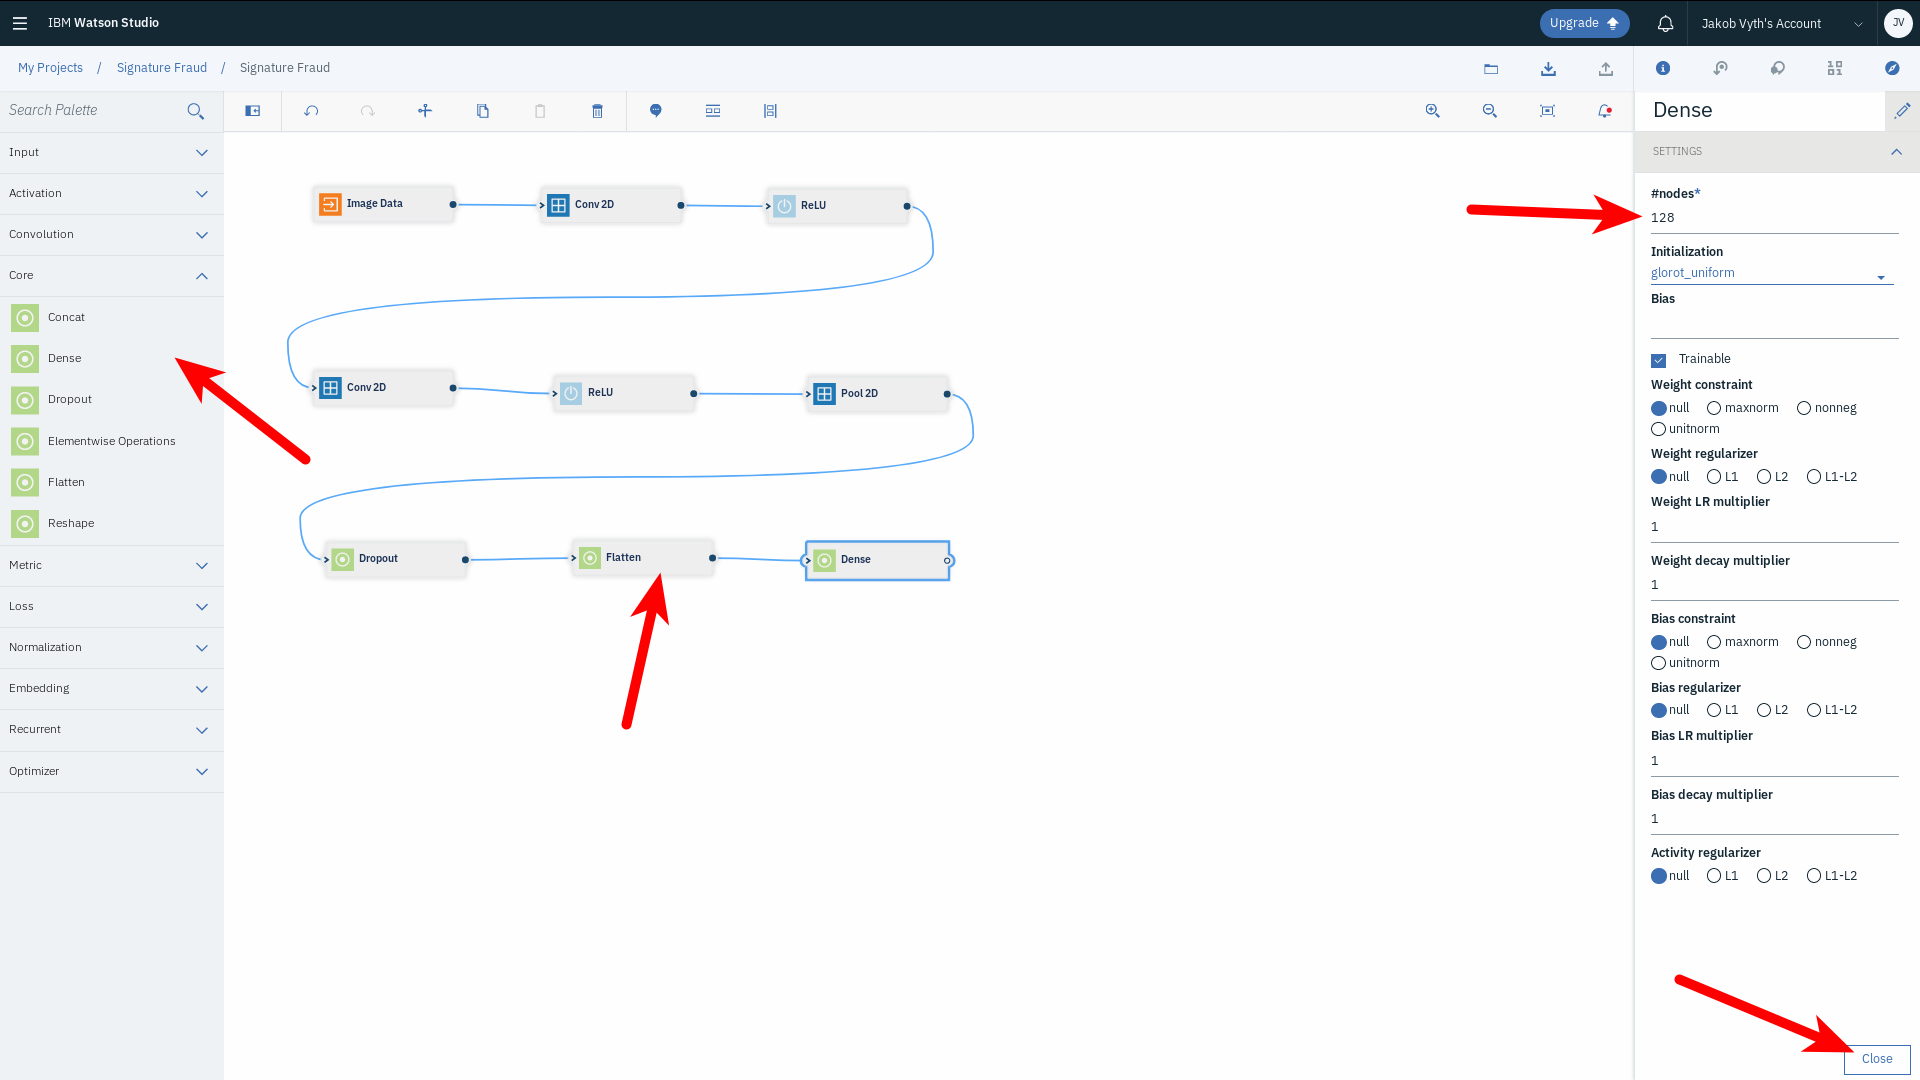 IBM Watson Studio
Upgrade
Jakob Vyth's Account
JV
My Projects / Signature Fraud / Signature Fraud
Search Palette
Input
Activation
Convolution
Core
Concat
Dense
Dropout
Elementwise Operations
Flatten
Reshape
Metric
Loss
Normalization
Embedding
Recurrent
Optimizer
Image Data
Conv 2D
ReLU
Conv 2D
ReLU
Pool 2D
Dropout
Flatten
Dense
Dense
SETTINGS
#nodes*
128
Initialization
glorot_uniform
Bias
Trainable
Weight constraint
null maxnorm nonneg
unitnorm
Weight regularizer
null L1 L2 L1-L2
Weight LR multiplier
1
Weight decay multiplier
1
Bias constraint
null maxnorm nonneg
unitnorm
Bias regularizer
null L1 L2 L1-L2
Bias LR multiplier
1
Bias decay multiplier
1
Activity regularizer
null L1 L2 L1-L2
Close